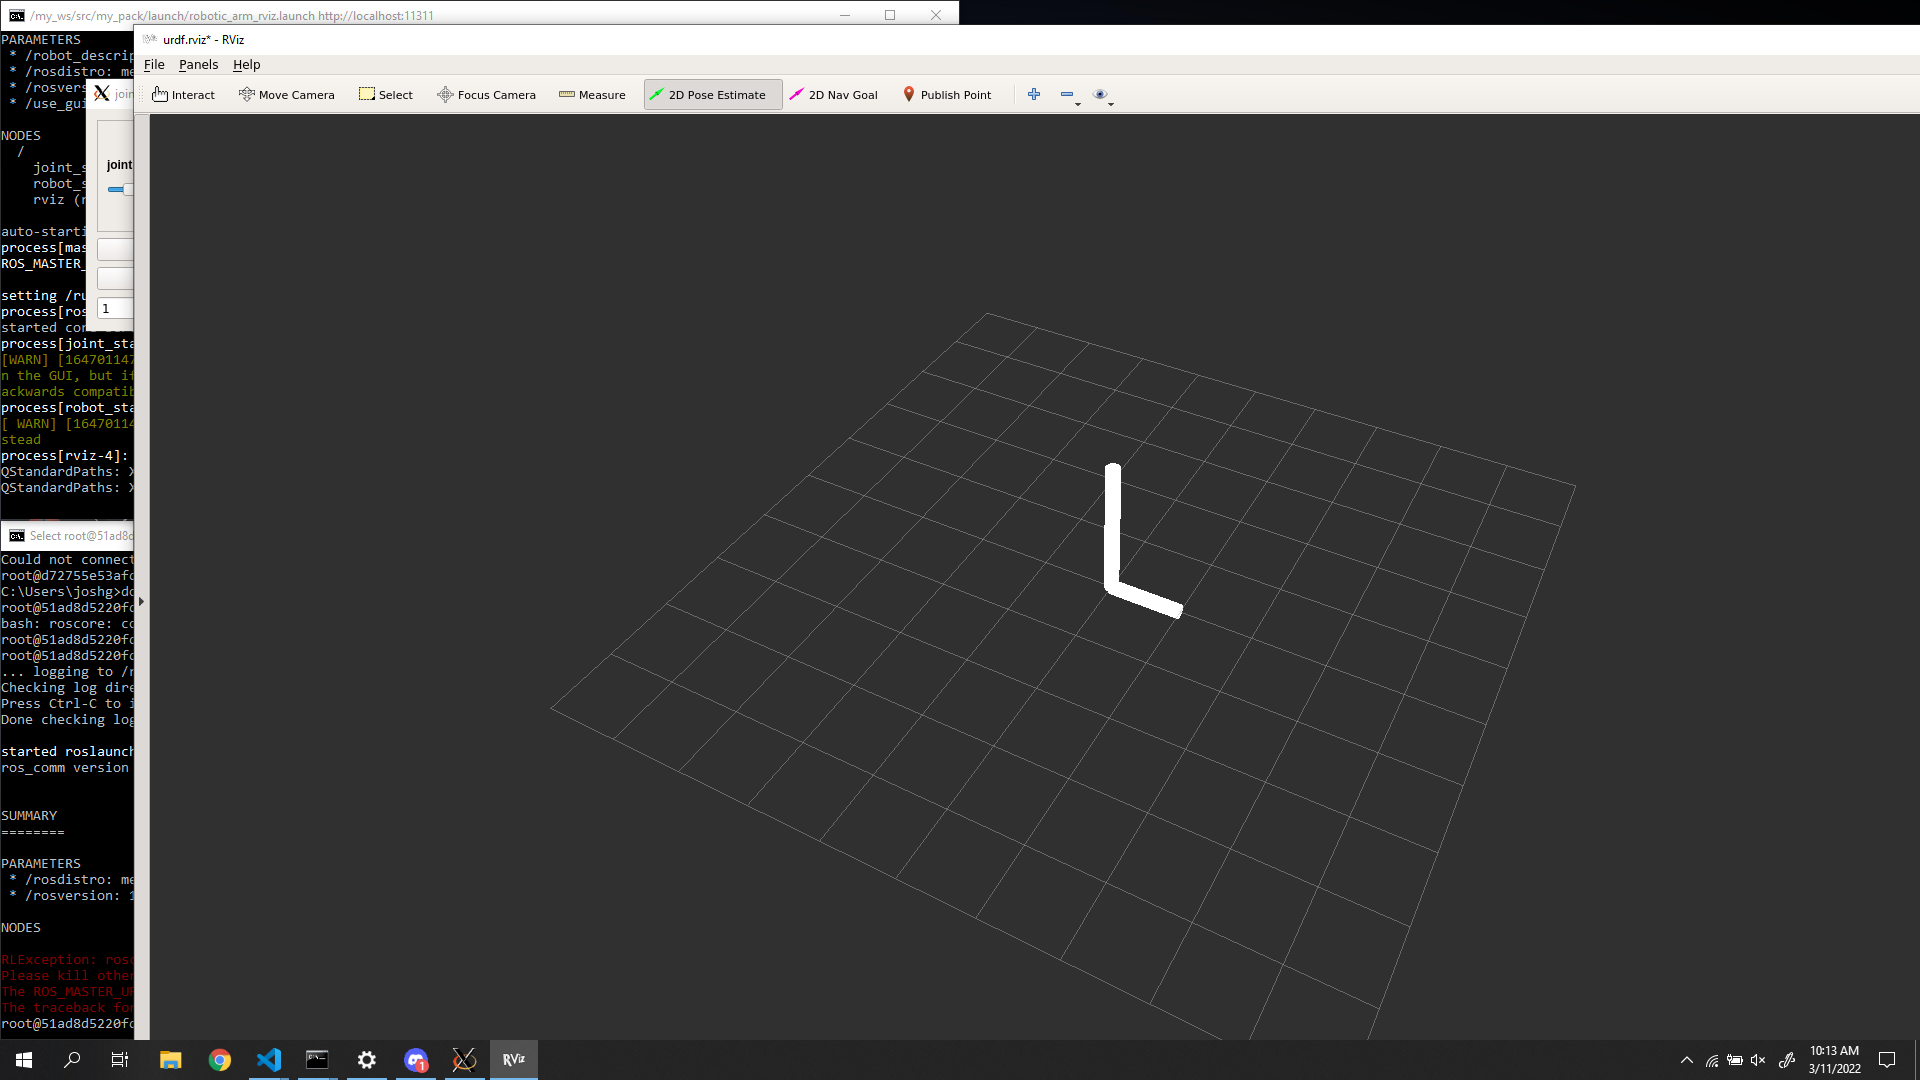 /my_ws/src/my_pack/launch/robotic_arm_rviz.launch http://localhost:11311
PARAMETERS
* /robot_descrip
* /rosdistro: me
* /rosvers
* /use_gui
NODES
/
joint_s
robot_s
rviz (r
auto-starti
process[mas
ROS_MASTER_
setting /ru
process[ros
started cor
process[joint_sta
[WARN] [164701147
n the GUI, but if
ackwards compatib
process[robot_sta
[ WARN] [16470114
stead
process[rviz-4]:
QStandardPaths: X
QStandardPaths: X
join
joint
1
urdf.rviz* - RViz
File Panels Help
Interact Move Camera Select Focus Camera Measure 2D Pose Estimate 2D Nav Goal Publish Point
Select root@51ad8d
Could not connect
root@d72755e53afc
C:\Users\joshg>do
root@51ad8d5220fc
bash: roscore: co
root@51ad8d5220fc
root@51ad8d5220fc
... logging to /r
Checking log dire
Press Ctrl-C to i
Done checking log
started roslaunch
ros_comm version
SUMMARY
========
PARAMETERS
* /rosdistro: me
* /rosversion: 1
NODES
RLException: rosc
Please kill other
The ROS_MASTER_UR
The traceback for
root@51ad8d5220fc
1
RViz
10:13 AM
3/11/2022